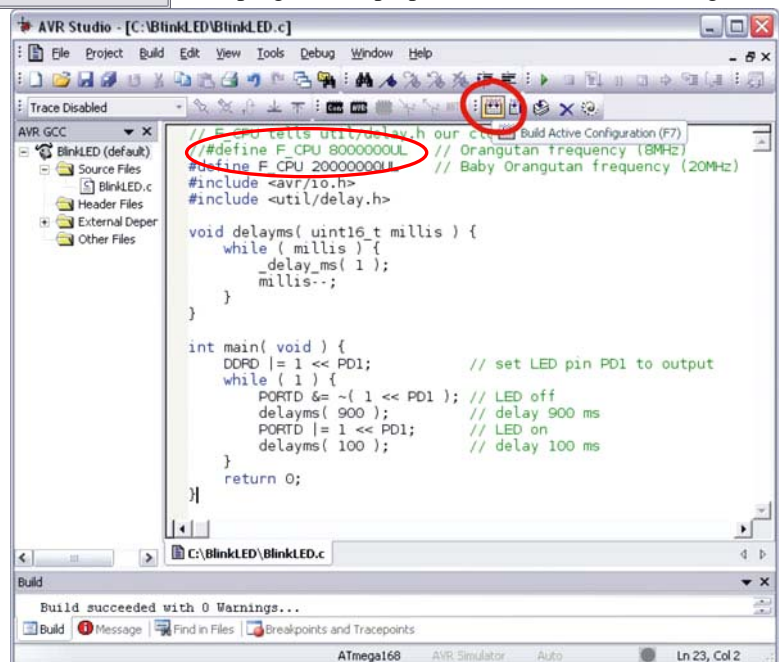 AVR Studio - [C:\BlinkLED\BlinkLED.c]
File Project Build Edit View Tools Debug Window Help
Trace Disabled
AVR GCC
BlinkLED (default)
Source Files
BlinkLED.c
Header Files
External Deper
Other Files
Build Active Configuration (F7)
// F_CPU tells util/delay.h our cl
//#define F_CPU 8000000UL // Orangutan frequency (8MHz)
#define F_CPU 20000000UL // Baby Orangutan frequency (20MHz)
#include <avr/io.h>
#include <util/delay.h>
void delayms( uint16_t millis ) {
while ( millis ) {
_delay_ms( 1 );
millis--;
}
}
int main( void ) {
DDRD |= 1 << PD1; // set LED pin PD1 to output
while ( 1 ) {
PORTD &= ~( 1 << PD1 ); // LED off
delayms( 900 ); // delay 900 ms
PORTD |= 1 << PD1; // LED on
delayms( 100 ); // delay 100 ms
}
return 0;
}
C:\BlinkLED\BlinkLED.c
Build
Build succeeded with 0 Warnings...
Build Message Find in Files Breakpoints and Tracepoints
ATmega168 AVR Simulator Auto Ln 23, Col 2